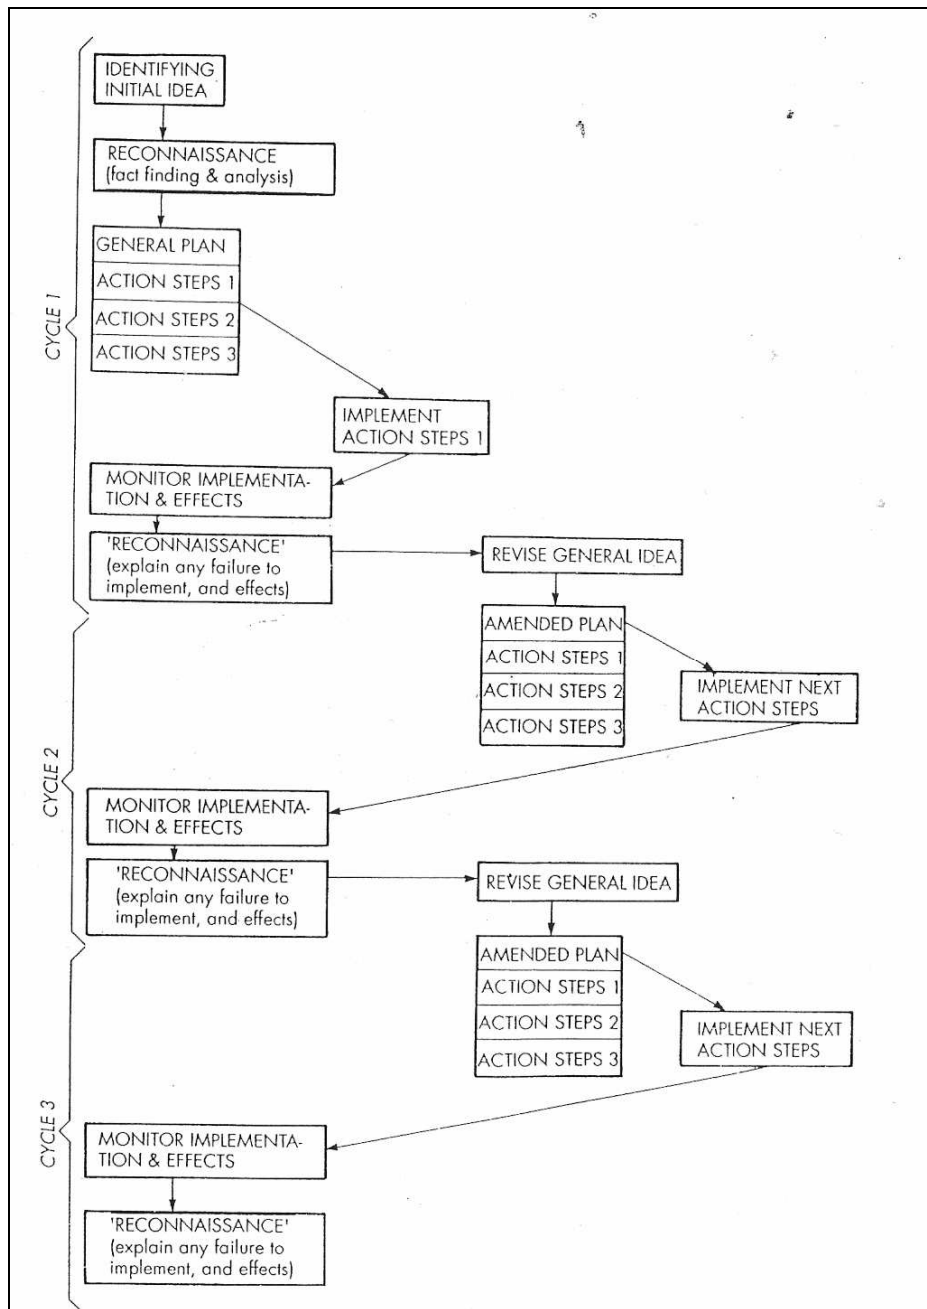 IDENTIFYING
INITIAL IDEA
RECONNAISSANCE
(fact finding & analysis)
GENERAL PLAN
ACTION STEPS 1
ACTION STEPS 2
ACTION STEPS 3
CYCLE 1
IMPLEMENT
ACTION STEPS 1
MONITOR IMPLEMENTA-
TION & EFFECTS
'RECONNAISSANCE'
(explain any failure to
implement, and effects)
REVISE GENERAL IDEA
AMENDED PLAN
ACTION STEPS 1
ACTION STEPS 2
ACTION STEPS 3
IMPLEMENT NEXT
ACTION STEPS
CYCLE 2
MONITOR IMPLEMENTA-
TION & EFFECTS
'RECONNAISSANCE'
(explain any failure to
implement, and effects)
REVISE GENERAL IDEA
AMENDED PLAN
ACTION STEPS 1
ACTION STEPS 2
ACTION STEPS 3
IMPLEMENT NEXT
ACTION STEPS
CYCLE 3
MONITOR IMPLEMENTA-
TION & EFFECTS
'RECONNAISSANCE'
(explain any failure to
implement, and effects)